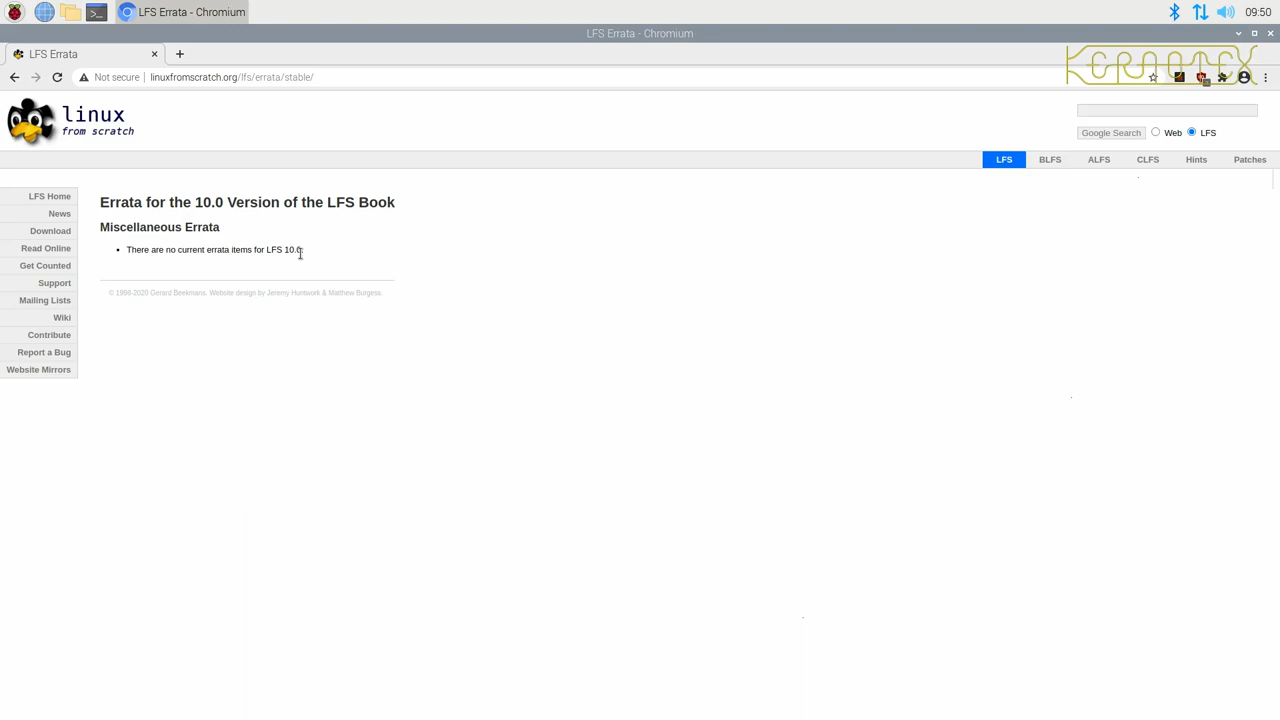 LFS Errata - Chromium
09:50
LFS Errata - Chromium
LFS Errata
KERNOTEX
Not secure
linuxfromscratch.org/lfs/errata/stable/
linux
from scratch
Google Search
Web
LFS
LFS
BLFS
ALFS
CLFS
Hints
Patches
LFS Home
News
Download
Read Online
Get Counted
Support
Mailing Lists
Wiki
Contribute
Report a Bug
Website Mirrors
Errata for the 10.0 Version of the LFS Book
Miscellaneous Errata
There are no current errata items for LFS 10.0.
© 1998-2020 Gerard Beekmans. Website design by Jeremy Huntwork & Matthew Burgess.